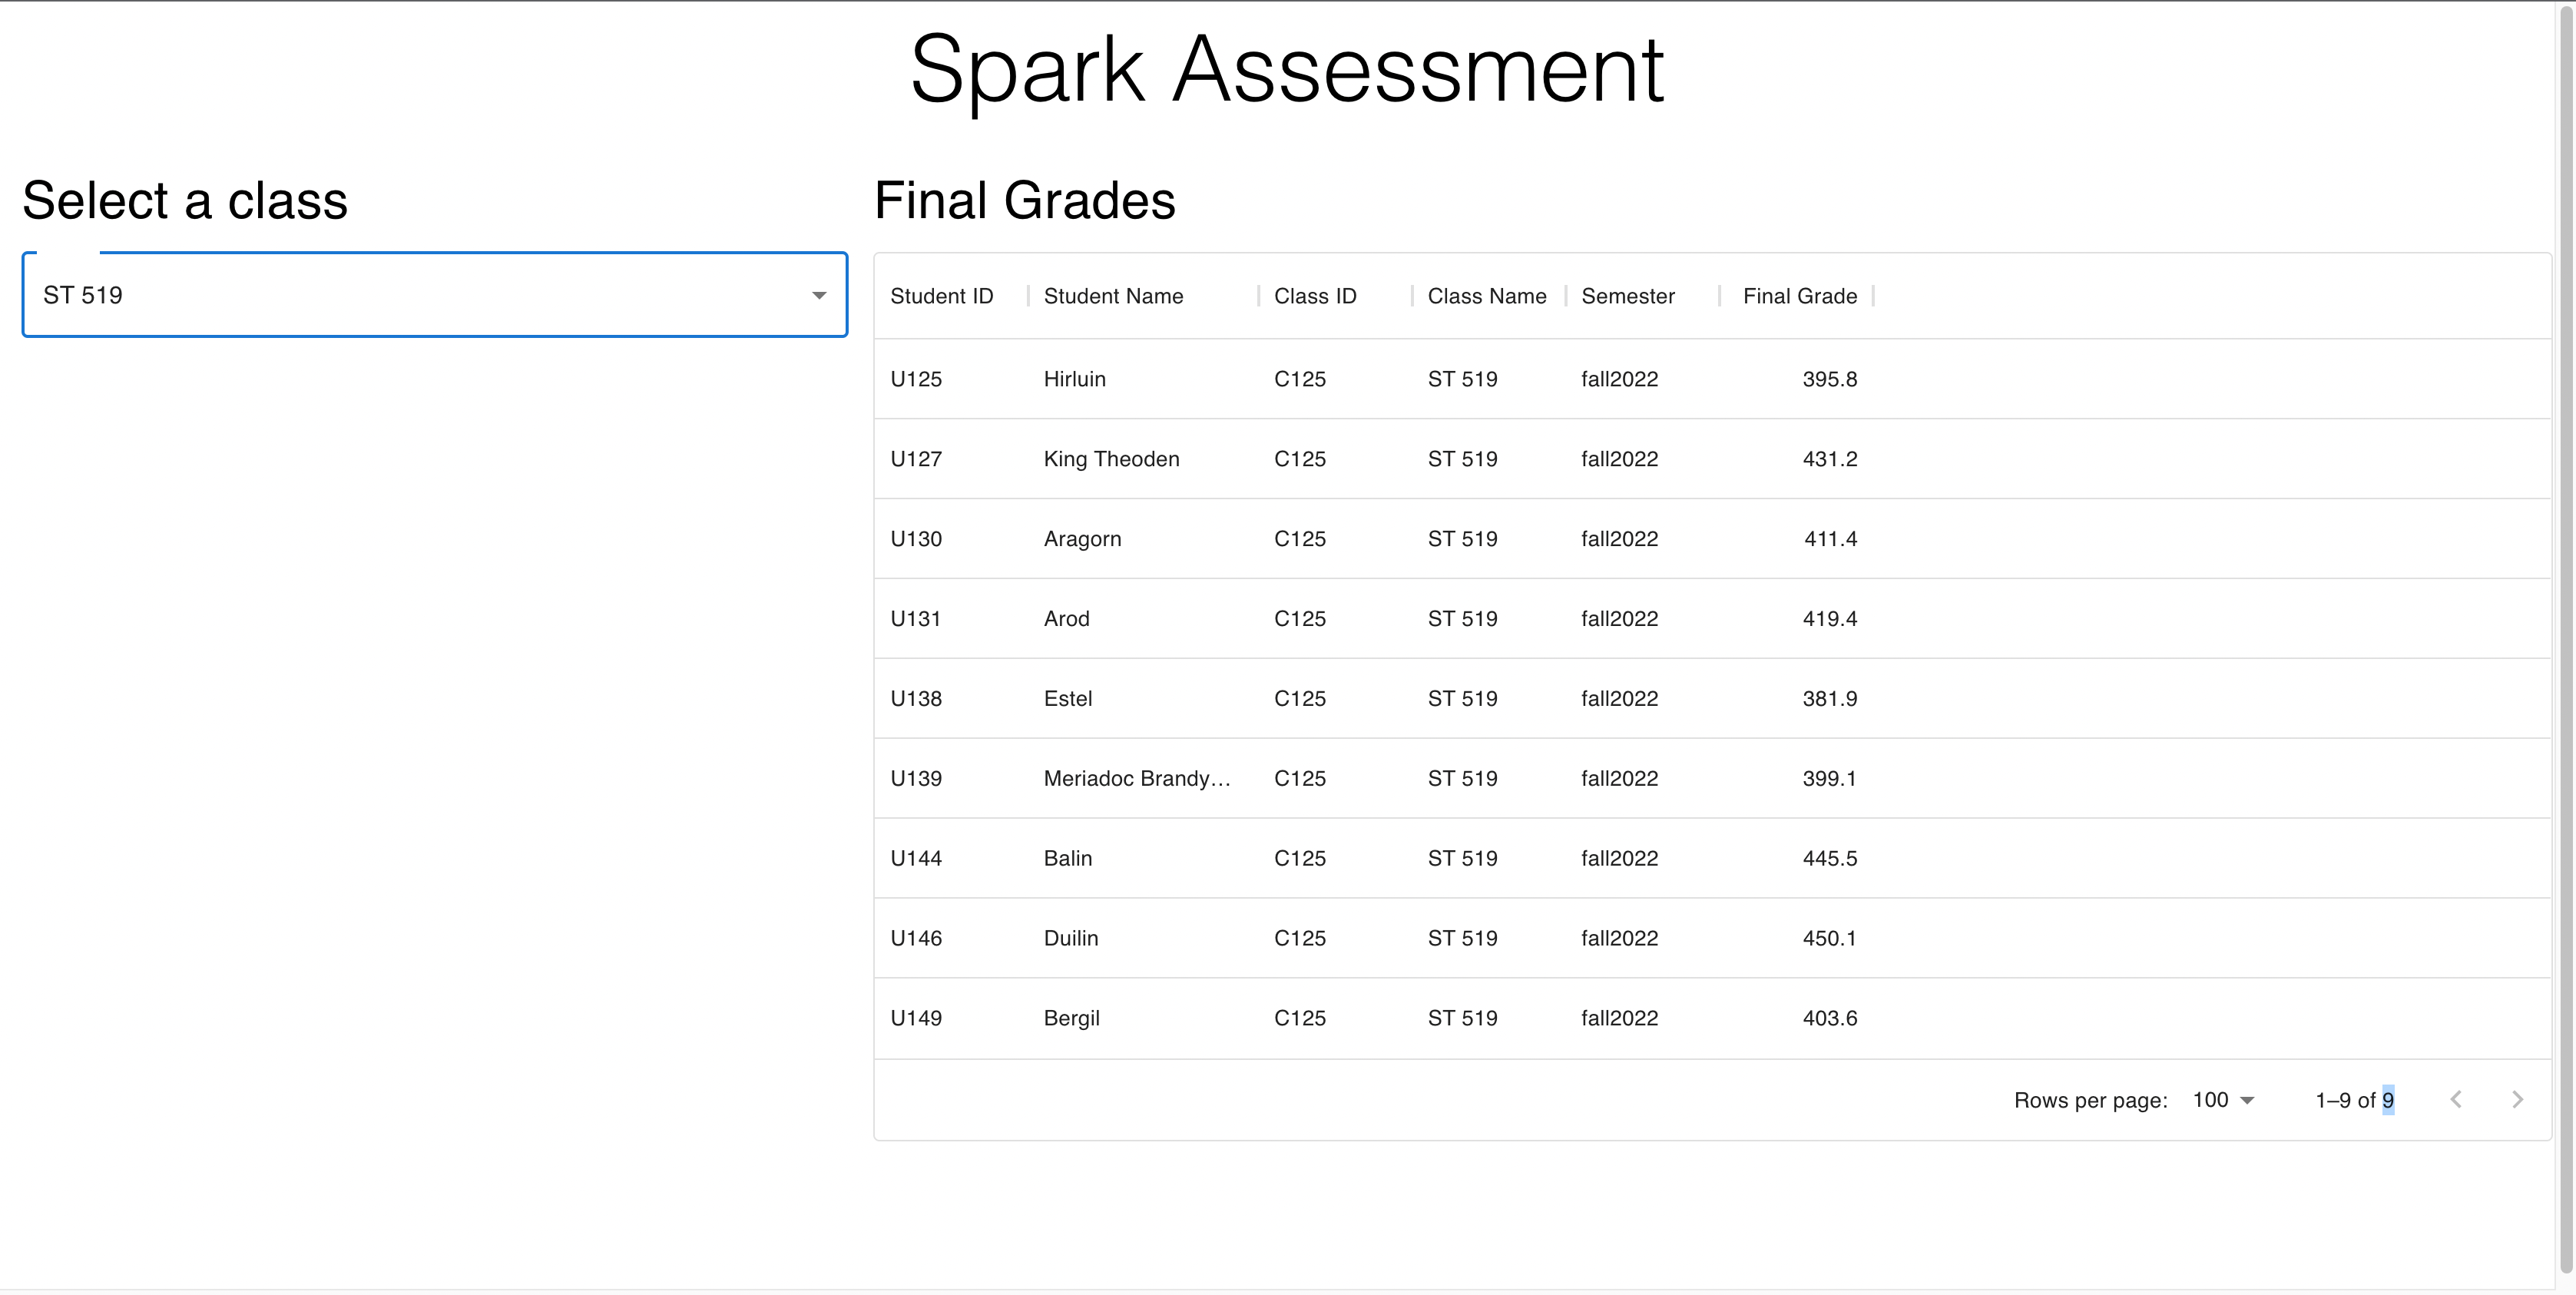 Spark Assessment
Select a class
ST 519
Final Grades
Student ID Student Name Class ID Class Name Semester Final Grade
U125 Hirluin C125 ST 519 fall2022 395.8
U127 King Theoden C125 ST 519 fall2022 431.2
U130 Aragorn C125 ST 519 fall2022 411.4
U131 Arod C125 ST 519 fall2022 419.4
U138 Estel C125 ST 519 fall2022 381.9
U139 Meriadoc Brandy... C125 ST 519 fall2022 399.1
U144 Balin C125 ST 519 fall2022 445.5
U146 Duilin C125 ST 519 fall2022 450.1
U149 Bergil C125 ST 519 fall2022 403.6
Rows per page: 100 1–9 of 9